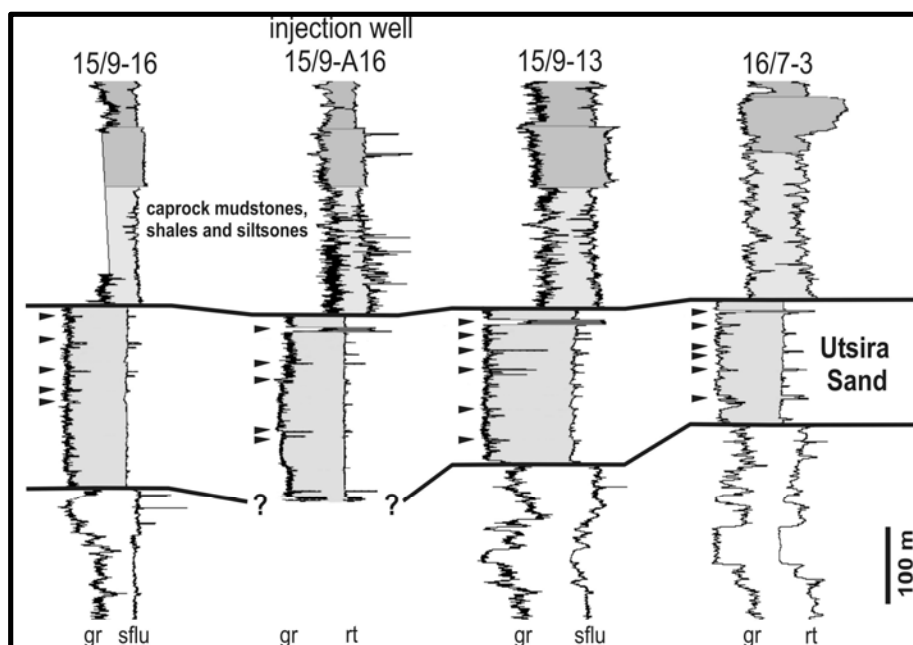 injection well
15/9-16 15/9-A16 15/9-13 16/7-3
caprock mudstones,
shales and siltsones
Utsira
Sand
? ?
100 m
gr sflu gr rt gr sflu gr rt